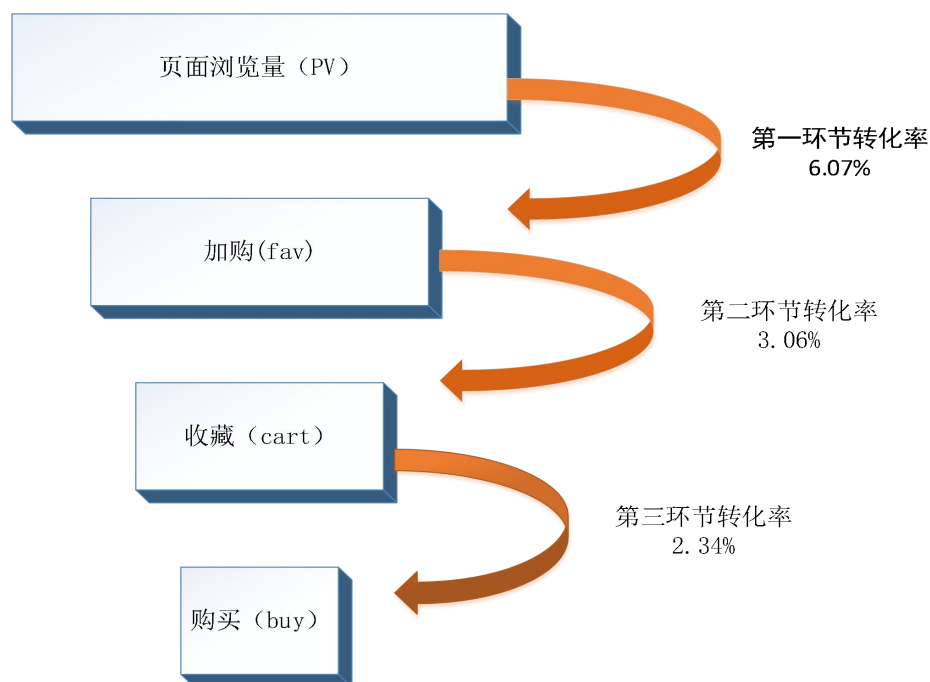 页面浏览量（PV）
第一环节转化率
6.07%
加购(fav)
第二环节转化率
3.06%
收藏（cart）
第三环节转化率
2.34%
购买（buy）